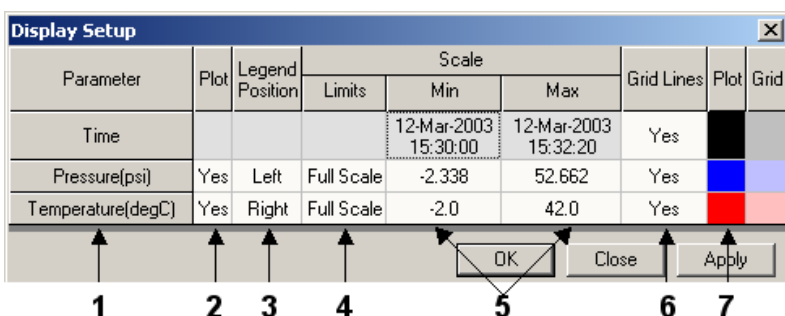 Display Setup
Parameter Plot Legend Position Scale Grid Lines Plot Grid
Limits Min Max
Time 12-Mar-2003 15:30:00 12-Mar-2003 15:32:20 Yes
Pressure(psi) Yes Left Full Scale -2.338 52.662 Yes
Temperature(degC) Yes Right Full Scale -2.0 42.0 Yes
OK Close Apply
1 2 3 4 5 6 7